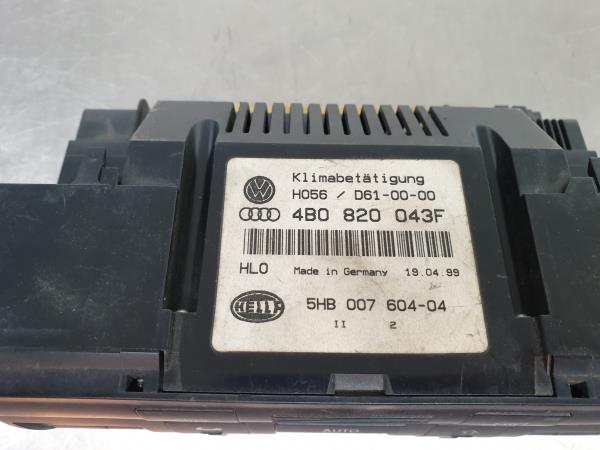 Klimabetätigung
H056 / D61-00-00
4B0 820 043F
HLO Made in Germany 19.04.99
HELLA
5HB 007 604-04
II 2
AUTO